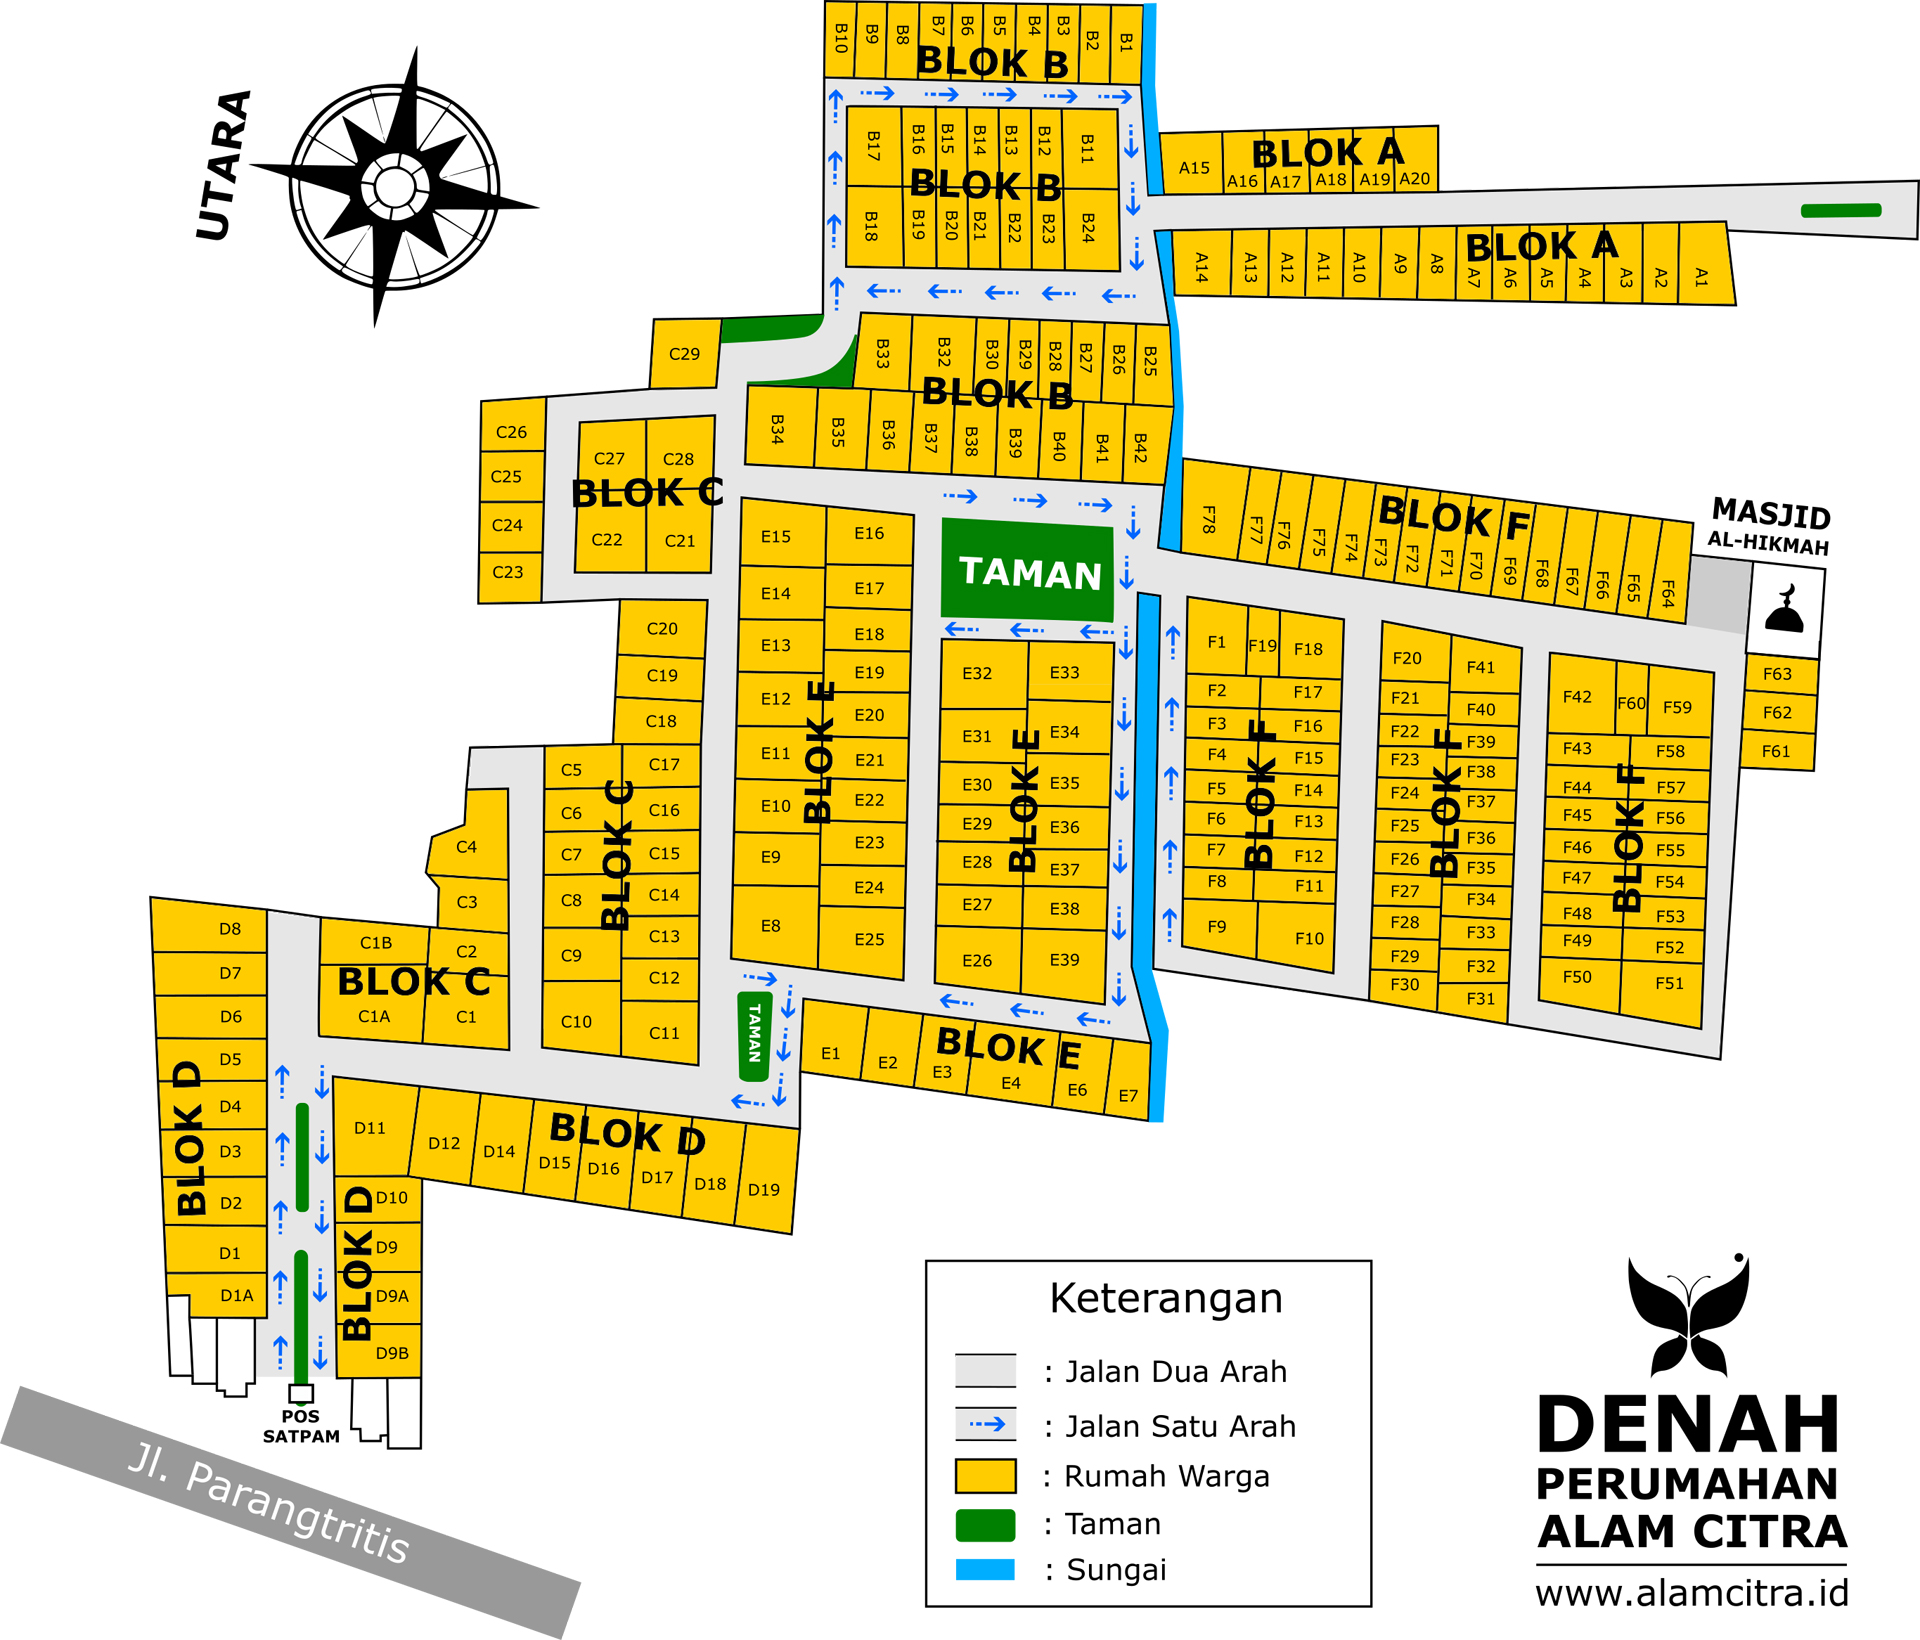 UTARA
B10 B9 B8 B7 B6 B5 B4 B3 B2 B1
BLOK B
B17 B16 B15 B14 B13 B12 B11
BLOK B
B18 B19 B20 B21 B22 B23 B24
A15 A16 A17 A18 A19 A20
BLOK A
BLOK A
A14 A13 A12 A11 A10 A9 A8 A7 A6 A5 A4 A3 A2 A1
C29
B33 B32 B30 B29 B28 B27 B26 B25
BLOK B
B34 B35 B36 B37 B38 B39 B40 B41 B42
C26
C25
C24
C23
C27 C28
BLOK C
C22 C21
C20
C19
C18
E15 E16
E14 E17
E13 E18
E19
E12 E20
E11 E21
E10 E22
E9 E23
E24
E8 E25
BLOK E
TAMAN
E32 E33
E31 E34
E30 E35
E29 E36
E28 E37
E27 E38
E26 E39
BLOK E
F78 F77 F76 F75 F74 F73 F72 F71 F70 F69 F68 F67 F66 F65 F64
BLOK F
MASJID
AL-HIKMAH
F63
F62
F61
F1 F19 F18
F2 F17
F3 F16
F4 F15
F5 F14
F6 F13
F7 F12
F8 F11
F9 F10
BLOK F
F20 F41
F21 F40
F22 F39
F23 F38
F24 F37
F25 F36
F26 F35
F27 F34
F28 F33
F29 F32
F30 F31
BLOK F
F42 F60 F59
F43 F58
F44 F57
F45 F56
F46 F55
F47 F54
F48 F53
F49 F52
F50 F51
BLOK F
C5 C17
C6 C16
C7 C15
C8 C14
C9 C13
C12
C10 C11
BLOK C
C4
C3
C1B C2
BLOK C
C1A C1
D8
D7
D6
D5
D4
D3
D2
D1
D1A
BLOK D
TAMAN
E1 E2 E3 E4 E6 E7
BLOK E
D11 D12 D14 D15 D16 D17 D18 D19
BLOK D
D10
D9
D9A
D9B
BLOK D
POS
SATPAM
Jl. Parangtritis
Keterangan
: Jalan Dua Arah
: Jalan Satu Arah
: Rumah Warga
: Taman
: Sungai
DENAH
PERUMAHAN
ALAM CITRA
www.alamcitra.id